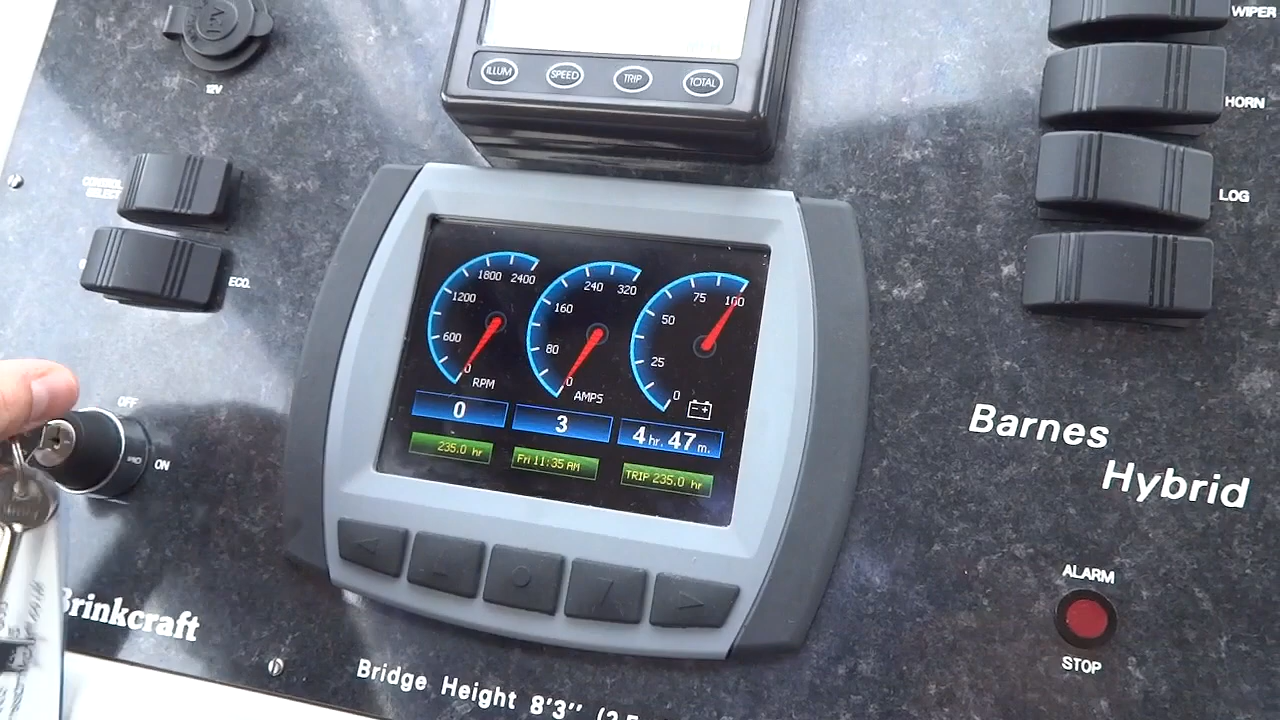 12V
ILLUM
SPEED
TRIP
TOTAL
WIPER
HORN
LOG
CONTROL
SELECT
ECO.
OFF
ON
0
600
1200
1800
2400
RPM
0
80
160
240
320
AMPS
0
25
50
75
100
0
3
4 hr. 47 m.
235.0 hr
Fri 11:35 AM
TRIP 235.0 hr
Barnes
Hybrid
ALARM
STOP
Brinkcraft
Bridge Height 8'3''